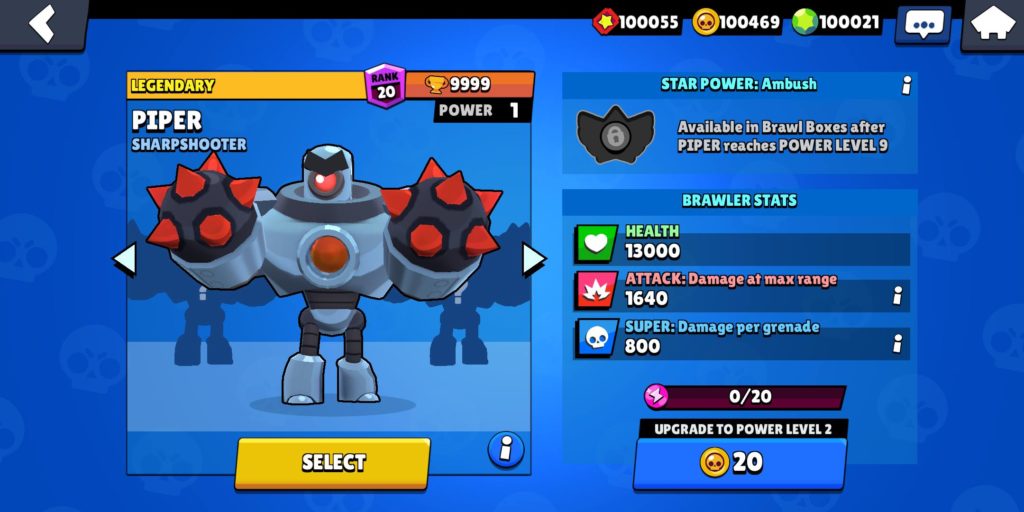 100055
100469
100021
LEGENDARY
RANK
20
9999
POWER 1
PIPER
SHARPSHOOTER
SELECT
STAR POWER: Ambush
Available in Brawl Boxes after
PIPER reaches POWER LEVEL 9
BRAWLER STATS
HEALTH
13000
ATTACK: Damage at max range
1640
SUPER: Damage per grenade
800
0/20
UPGRADE TO POWER LEVEL 2
20